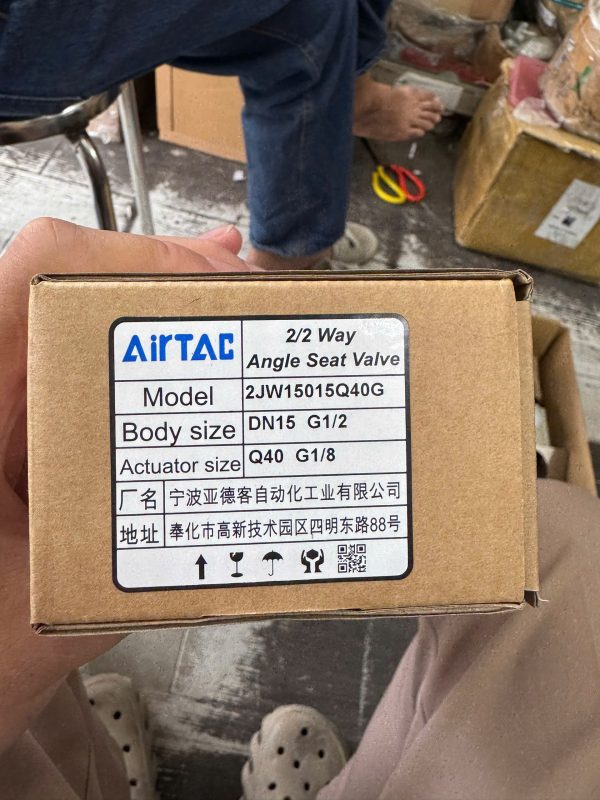 AirTAC
2/2 Way
Angle Seat Valve
Model 2JW15015Q40G
Body size DN15 G1/2
Actuator size Q40 G1/8
厂名 宁波亚德客自动化工业有限公司
地址 奉化市高新技术园区四明东路88号